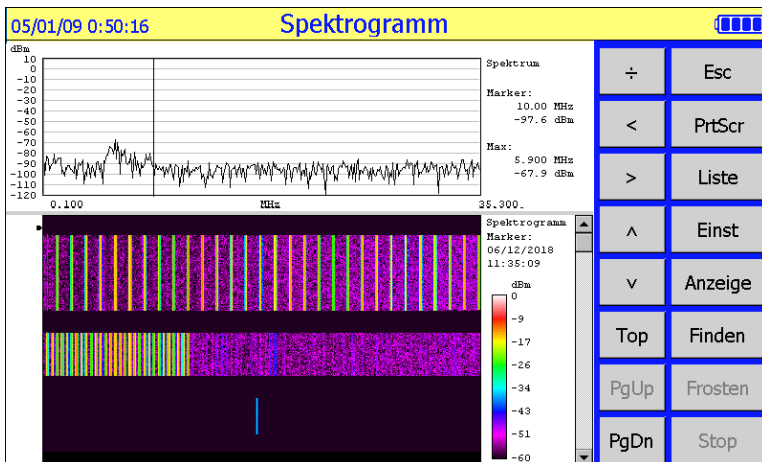 05/01/09 0:50:16 Spektrogramm
dBm
10
0
-10
-20
-30
-40
-50
-60
-70
-80
-90
-100
-110
-120
0.100 MHz 35.300
Spektrum
Marker:
10.00 MHz
-97.6 dBm
Max:
5.900 MHz
-67.9 dBm
Spektrogramm
Marker:
06/12/2018
11:35:09
dBm
0
-9
-17
-26
-34
-43
-51
-60
÷ Esc
< PrtScr
> Liste
∧ Einst
∨ Anzeige
Top Finden
PgUp Frosten
PgDn Stop